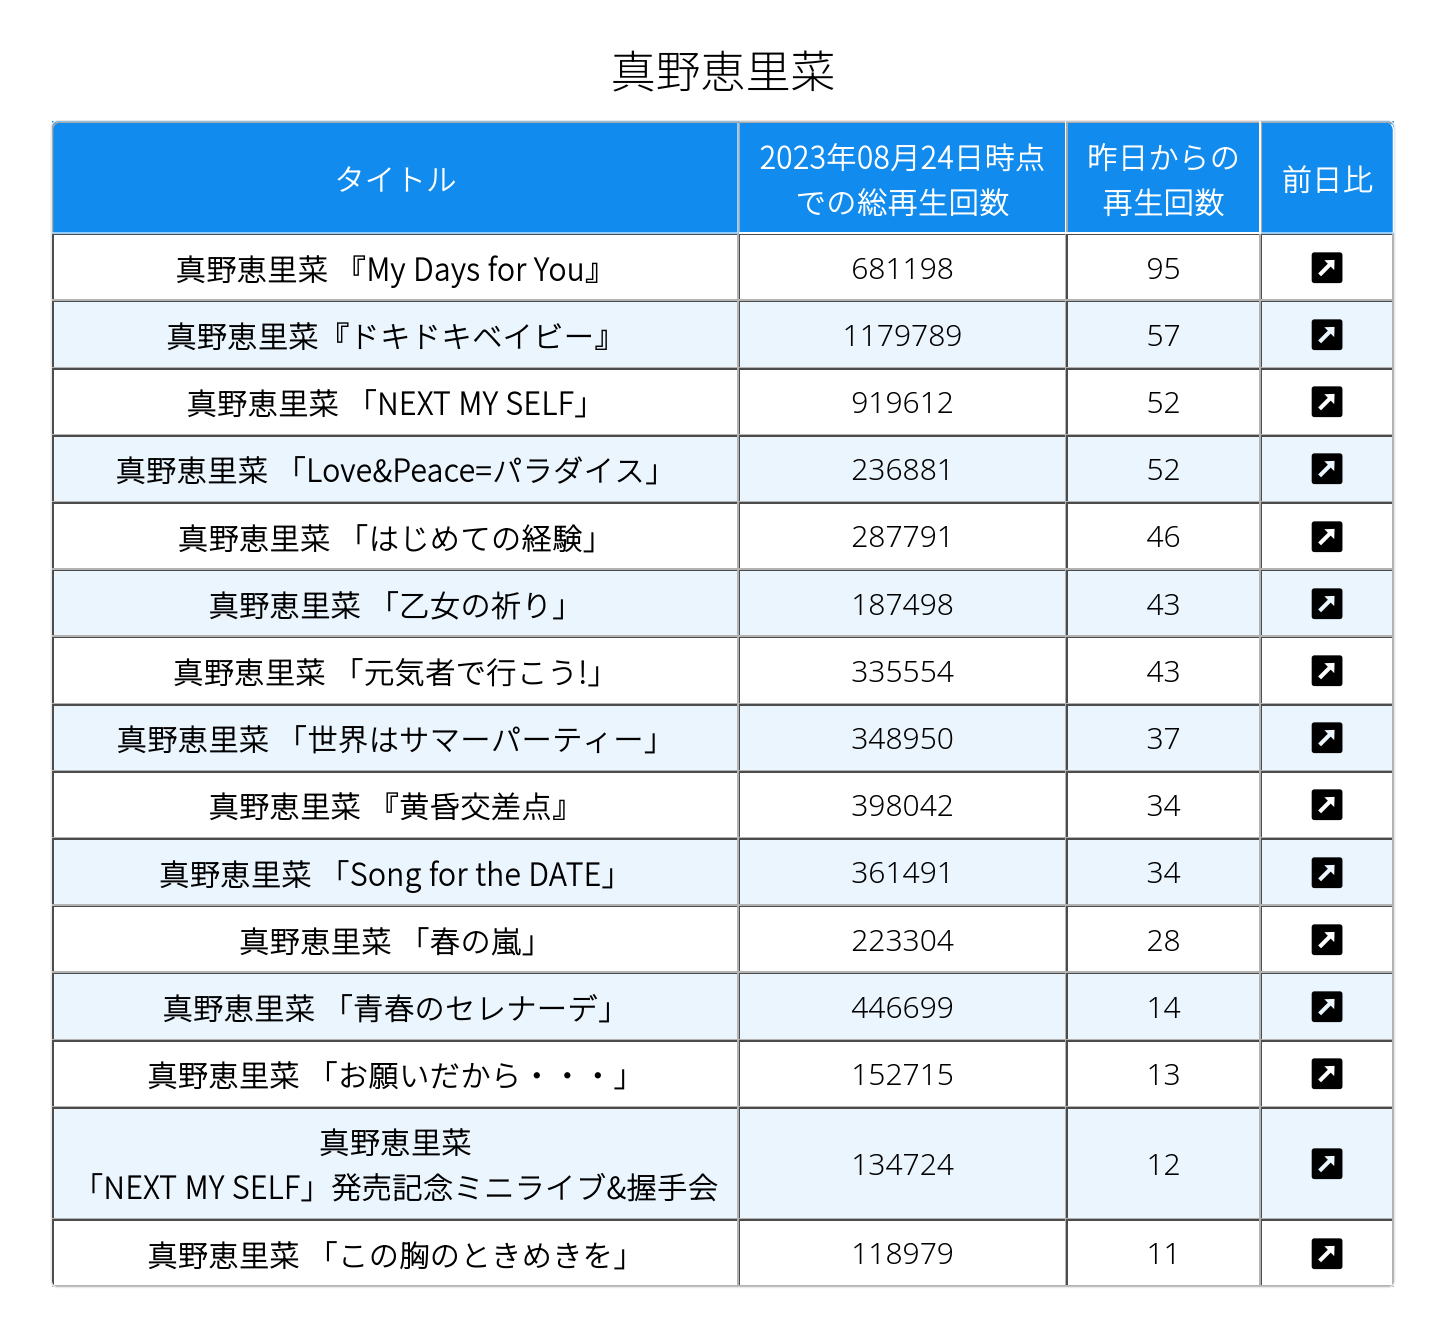 真野恵里菜
タイトル 2023年08月24日時点 昨日からの 前日比
での総再生回数 再生回数
真野恵里菜 『My Days for You』 681198 95
真野恵里菜『ドキドキベイビー』 1179789 57
真野恵里菜 「NEXT MY SELF」 919612 52
真野恵里菜 「Love&Peace=パラダイス」 236881 52
真野恵里菜 「はじめての経験」 287791 46
真野恵里菜 「乙女の祈り」 187498 43
真野恵里菜 「元気者で行こう!」 335554 43
真野恵里菜 「世界はサマーパーティー」 348950 37
真野恵里菜 『黄昏交差点』 398042 34
真野恵里菜 「Song for the DATE」 361491 34
真野恵里菜 「春の嵐」 223304 28
真野恵里菜 「青春のセレナーデ」 446699 14
真野恵里菜 「お願いだから・・・」 152715 13
真野恵里菜
「NEXT MY SELF」発売記念ミニライブ&握手会 134724 12
真野恵里菜 「この胸のときめきを」 118979 11